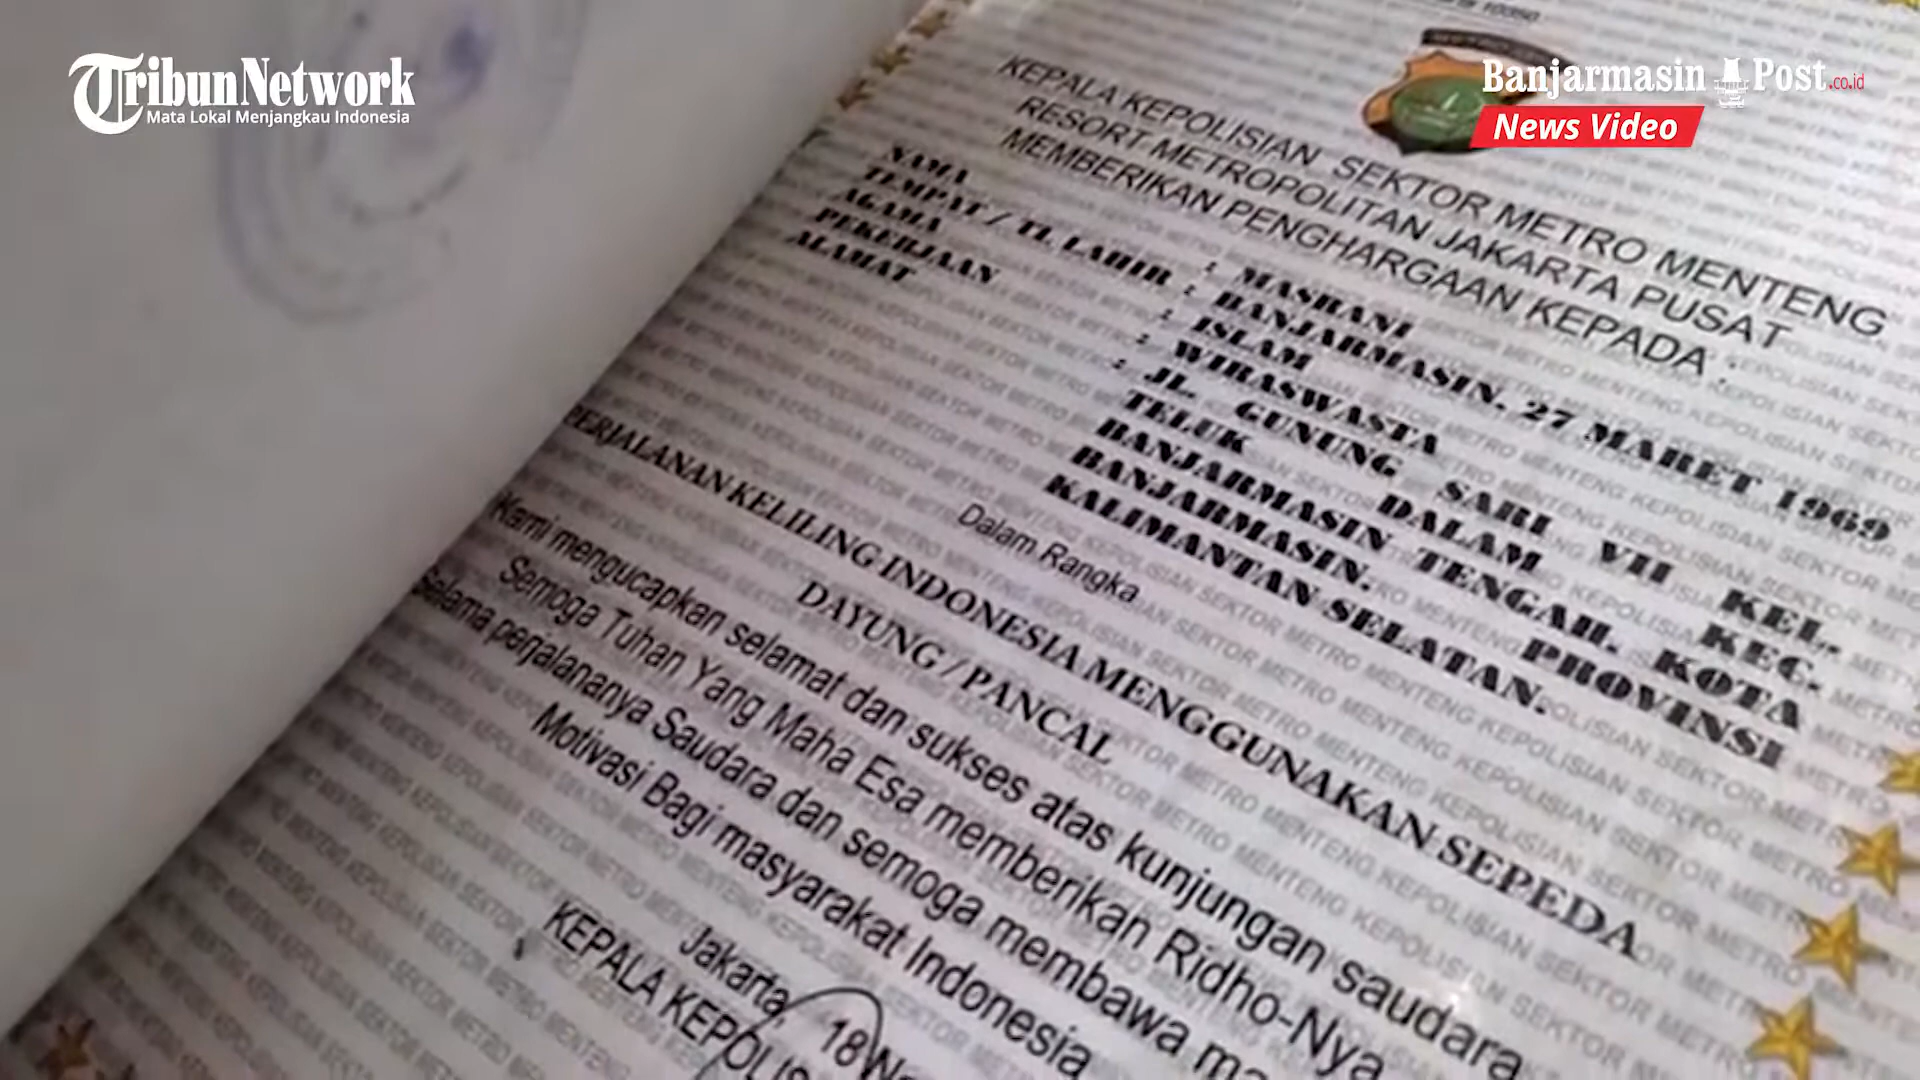 TribunNetwork
Mata Lokal Menjangkau Indonesia
Banjarmasin Post.co.id
News Video
KEPALA KEPOLISIAN SEKTOR METRO MENTENG
RESORT METROPOLITAN JAKARTA PUSAT
MEMBERIKAN PENGHARGAAN KEPADA :
NAMA : MASRANI
TEMPAT / TL LAHIR : BANJARMASIN, 27 MARET 1969
AGAMA : ISLAM
PEKERJAAN : WIRASWASTA
ALAMAT : JL. GUNUNG SARI VII KEL.
TELUK DALAM KEC.
BANJARMASIN TENGAH. KOTA
BANJARMASIN. PROVINSI
KALIMANTAN SELATAN.
Dalam Rangka
PERJALANAN KELILING INDONESIA MENGGUNAKAN SEPEDA
DAYUNG / PANCAL
Kami mengucapkan selamat dan sukses atas kunjungan saudara
Semoga Tuhan Yang Maha Esa memberikan Ridho-Nya
Selama perjalananya Saudara dan semoga membawa
Motivasi Bagi masyarakat Indonesia
Jakarta, 18
KEPALA